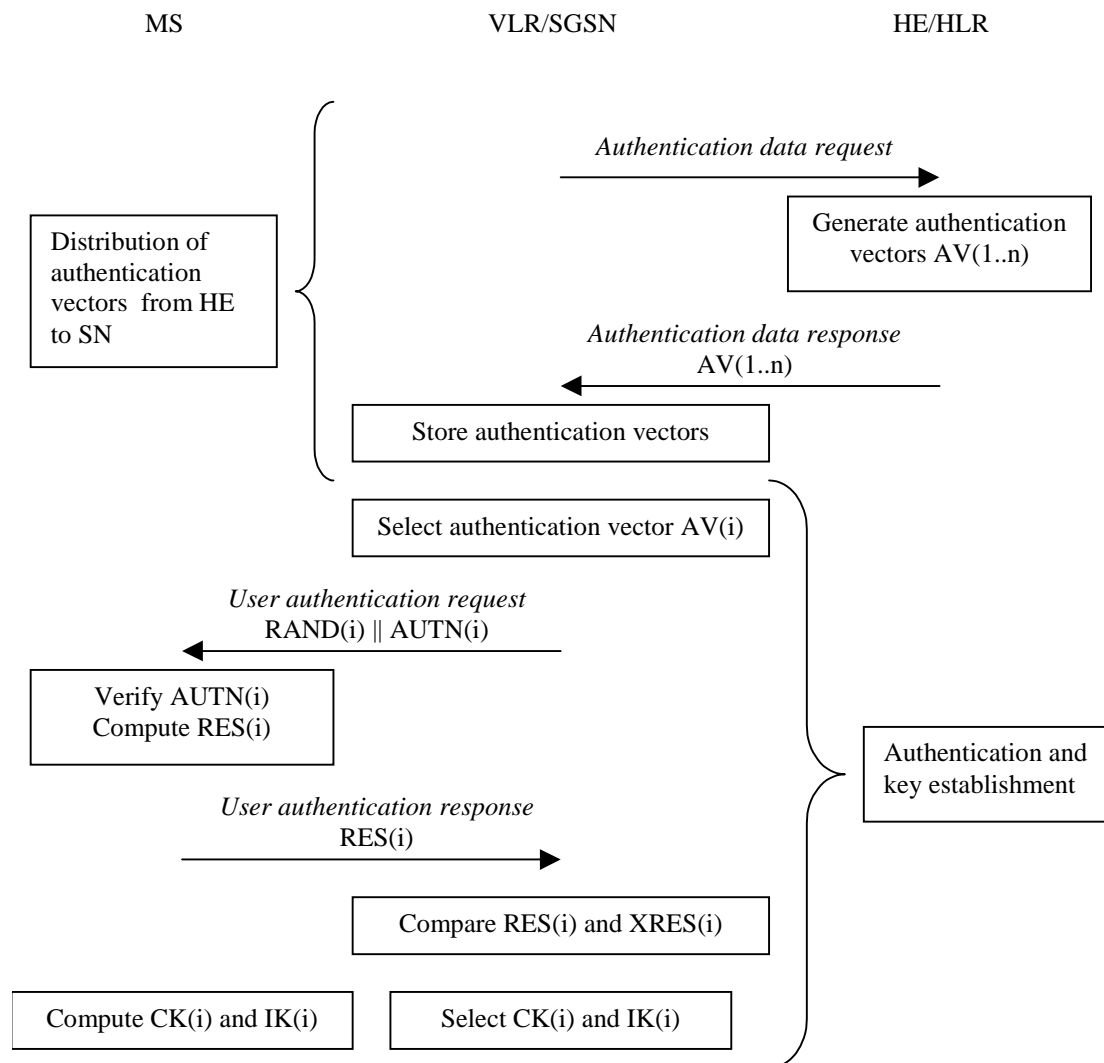 MS VLR/SGSN HE/HLR
Authentication data request
Generate authentication
vectors AV(1..n)
Distribution of
authentication
vectors from HE
to SN
Authentication data response
AV(1..n)
Store authentication vectors
Select authentication vector AV(i)
User authentication request
RAND(i) || AUTN(i)
Verify AUTN(i)
Compute RES(i)
Authentication and
key establishment
User authentication response
RES(i)
Compare RES(i) and XRES(i)
Compute CK(i) and IK(i)
Select CK(i) and IK(i)